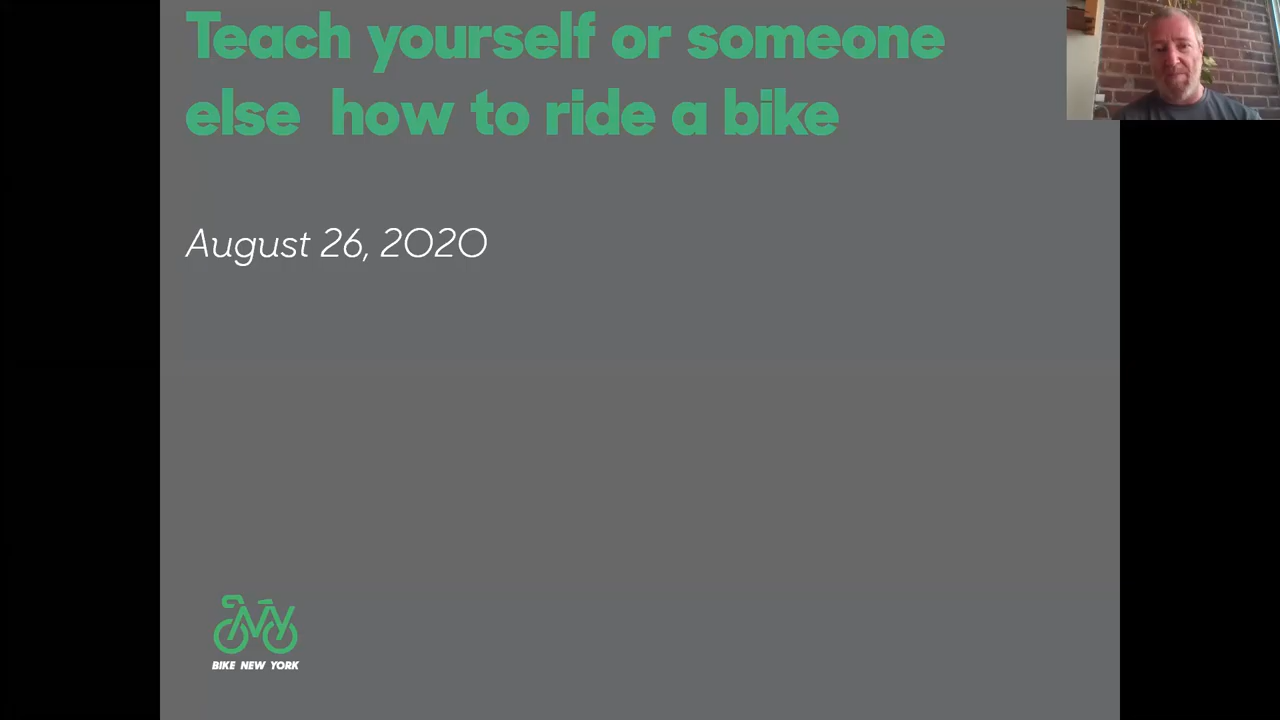 Teach yourself or someone
else how to ride a bike
August 26, 2020
BIKE NEW YORK